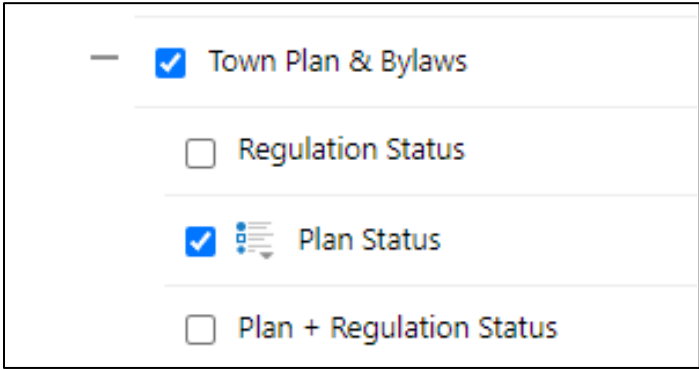 Town Plan & Bylaws
Regulation Status
Plan Status
Plan + Regulation Status